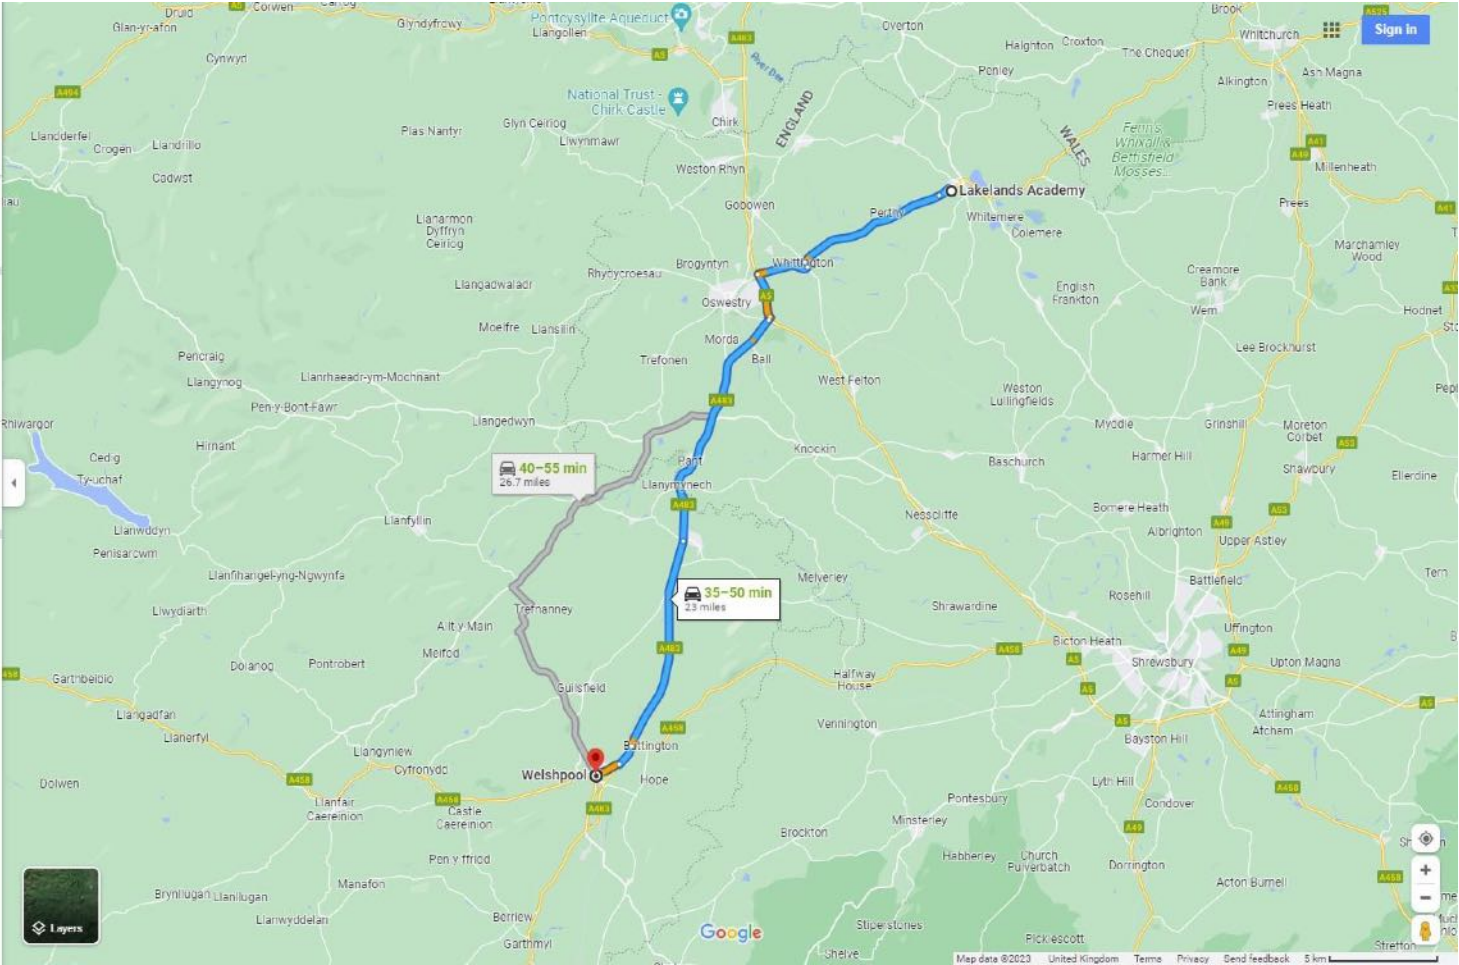 Druid
A5
Corwen
Glan-yr-afon
Glyndyfrdwy
Pontcysyllte Aqueduct
Llangollen
A483
A5
River Dee
Overton
Brook
A525
Whitchurch
Sign in
Haighton
Croxton
The Chequer
Penley
Alkington
Ash Magna
Cynwyd
A494
National Trust -
Chirk Castle
Chirk
ENGLAND
WALES
Prees Heath
Llandderfel
Crogen
Llandrillo
Plas Nantyr
Glyn Ceiriog
Llwynmawr
Fenn's,
Whixall &
Bettisfield
Mosses...
A41
A49
Millenheath
Cadwst
Weston Rhyn
Gobowen
Lakelands Academy
Perthy
Whitemere
Colemere
Prees
A41
Llanarmon
Dyffryn
Ceiriog
Marchamley
Wood
Brogyntyn
Whittington
Rhydycroesau
Llangadwaladr
Oswestry
A5
English
Frankton
Creamore
Bank
Wem
Hodnet
Moelfre
Llansilin
Morda
Trefonen
Ball
Lee Brockhurst
Pencraig
Llangynog
Llanrhaeadr-ym-Mochnant
West Felton
Weston
Lullingfields
Pen-y-Bont-Fawr
A483
Rhiwargor
Hirnant
Llangedwyn
Myddle
Grinshill
Moreton
Corbet
A53
Cedig
Ty-uchaf
40–55 min
26.7 miles
Pant
Knockin
Baschurch
Harmer Hill
Shawbury
Ellerdine
Llanymynech
A483
Llanwddyn
Llanfyllin
Nesscliffe
Bomere Heath
A53
A49
Albrighton
Upper Astley
Penisarcwm
Llanfihangel-yng-Ngwynfa
Melverley
Battlefield
Tern
35–50 min
23 miles
Llwydiarth
Trefnanney
Shrawardine
Rosehill
Allt y Main
Uffington
Dolanog
Pontrobert
Meifod
A483
A458
Bicton Heath
A5
Shrewsbury
A49
Upton Magna
A458
Garthbeibio
Guilsfield
Halfway
House
A5
A5
A5
Llangadfan
Llanerfyl
A458
Vennington
A5
Attingham
Atcham
Bayston Hill
Llangyniew
Cyfronydd
Buttington
Welshpool
Hope
Dolwen
A458
Llanfair
Caereinion
A458
Castle
Caereinion
A483
Lyth Hill
A458
Pontesbury
Condover
Minsterley
A49
Brockton
Pen y ffridd
Habberley
Church
Pulverbatch
Dorrington
A458
Acton Burnell
Manafon
Brynllugan
Llanllugan
Llanwyddelan
Berriew
Garthmyl
Layers
Google
Stiperstones
Shelve
Picklescott
Map data ©2023 United Kingdom Terms Privacy Send feedback 5 km